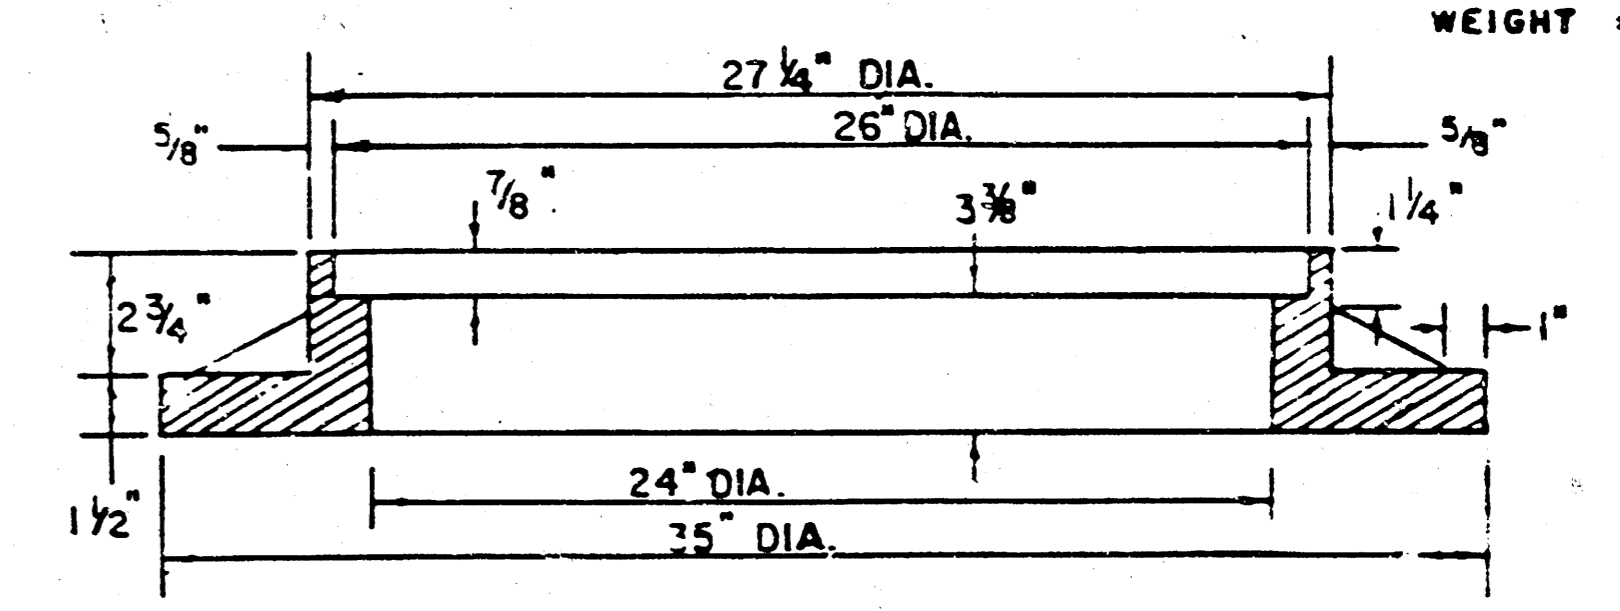 WEIGHT
27 1/4" DIA.
26" DIA.
5/8"
5/8"
7/8"
3 3/8"
1 1/4"
2 3/4"
1"
24" DIA.
1 1/2"
35" DIA.